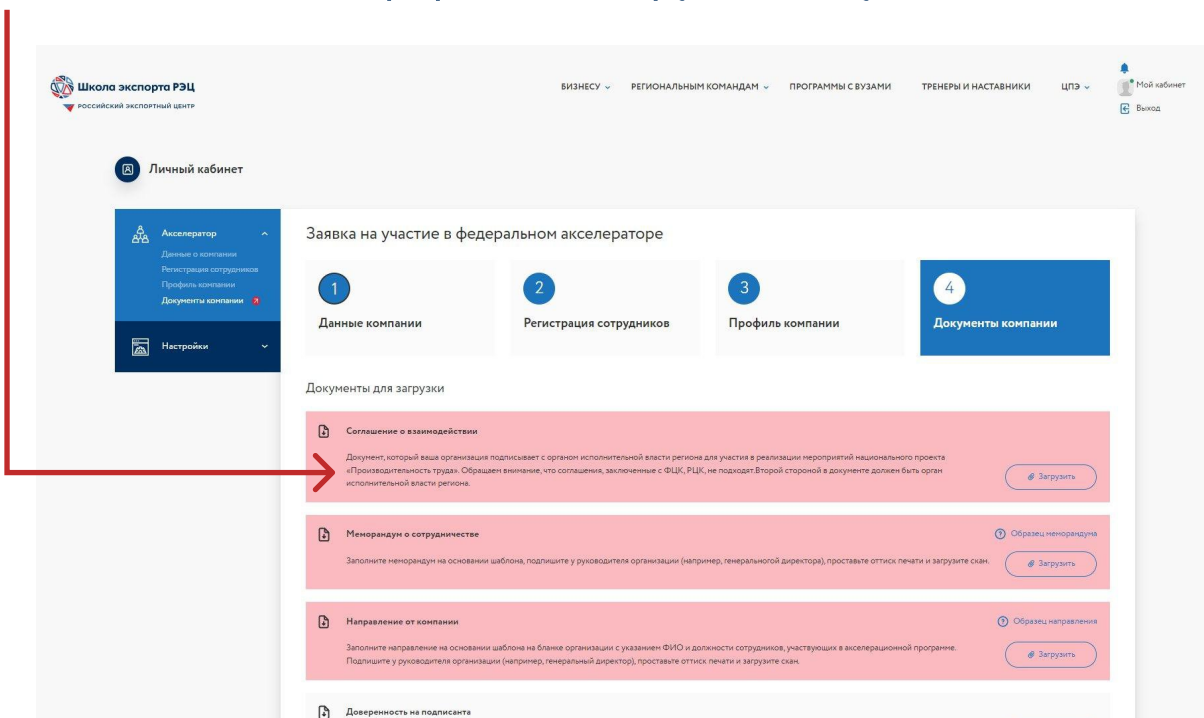 Школа экспорта РЭЦ
РОССИЙСКИЙ ЭКСПОРТНЫЙ ЦЕНТР
БИЗНЕСУ
РЕГИОНАЛЬНЫМ КОМАНДАМ
ПРОГРАММЫ С ВУЗАМИ
ТРЕНЕРЫ И НАСТАВНИКИ
ЦПЭ
Мой кабинет
Выход
Личный кабинет
Акселератор
Данные о компании
Регистрация сотрудников
Профиль компании
Документы компании
Настройки
Заявка на участие в федеральном акселераторе
1
Данные компании
2
Регистрация сотрудников
3
Профиль компании
4
Документы компании
Документы для загрузки
Соглашение о взаимодействии
Документ, который ваша организация подписывает с органом исполнительной власти региона для участия в реализации мероприятий национального проекта
«Производительность труда». Обращаем внимание, что соглашения, заключенные с ФЦК, РЦК, не подходят.Второй стороной в документе должен быть орган
исполнительной власти региона.
Загрузить
Меморандум о сотрудничестве
Образец меморандума
Заполните меморандум на основании шаблона, подпишите у руководителя организации (например, генеральногой директора), проставьте оттиск печати и загрузите скан.
Загрузить
Направление от компании
Образец направления
Заполните направление на основании шаблона на бланке организации с указанием ФИО и должности сотрудников, участвующих в акселерационной программе.
Подпишите у руководителя организации (например, генеральный директор), проставьте оттиск печати и загрузите скан.
Загрузить
Доверенность на подписанта